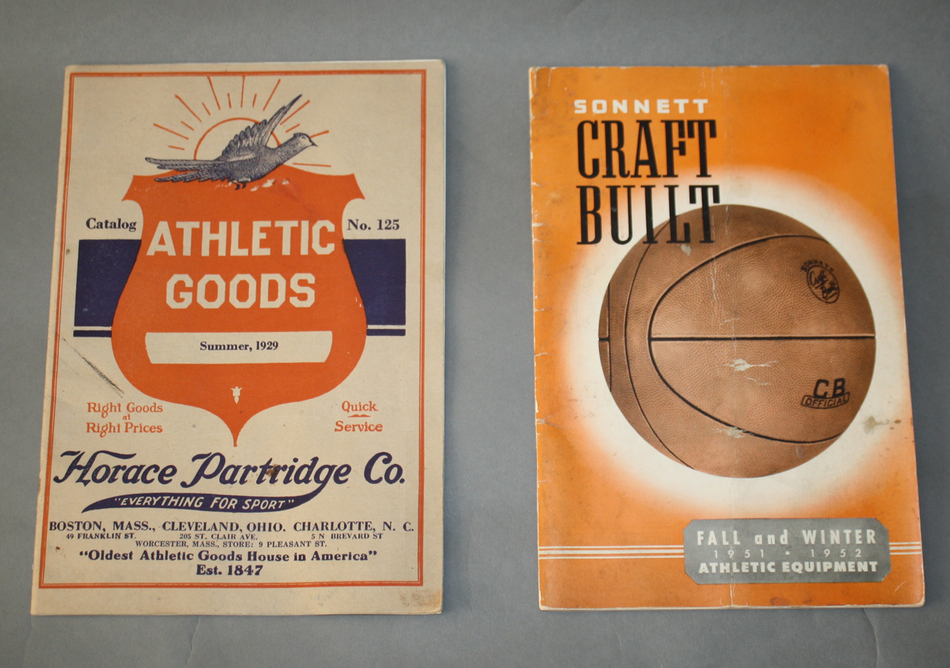 Catalog
No. 125
ATHLETIC
GOODS
Summer, 1929
Right Goods
at
Right Prices
Quick
Service
Horace Partridge Co.
"EVERYTHING FOR SPORT"
BOSTON, MASS., CLEVELAND, OHIO. CHARLOTTE, N. C.
49 FRANKLIN ST. 205 ST. CLAIR AVE. 5 N BREVARD ST
WORCESTER, MASS., STORE: 9 PLEASANT ST.
"Oldest Athletic Goods House in America"
Est. 1847
SONNETT
CRAFT
BUILT
SONNETT
C.B.
OFFICIAL
FALL and WINTER
1951 • 1952
ATHLETIC EQUIPMENT